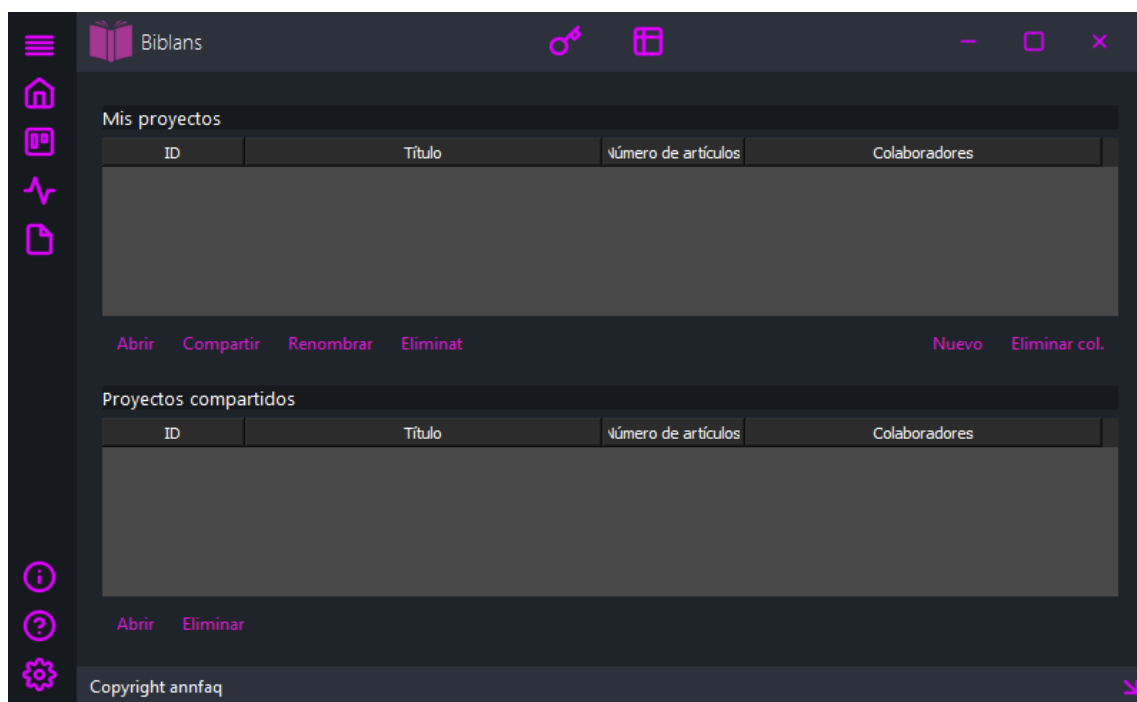 Biblans
Mis proyectos
ID Título Número de artículos Colaboradores
Abrir Compartir Renombrar Eliminat Nuevo Eliminar col.
Proyectos compartidos
ID Título Número de artículos Colaboradores
Abrir Eliminar
Copyright annfaq